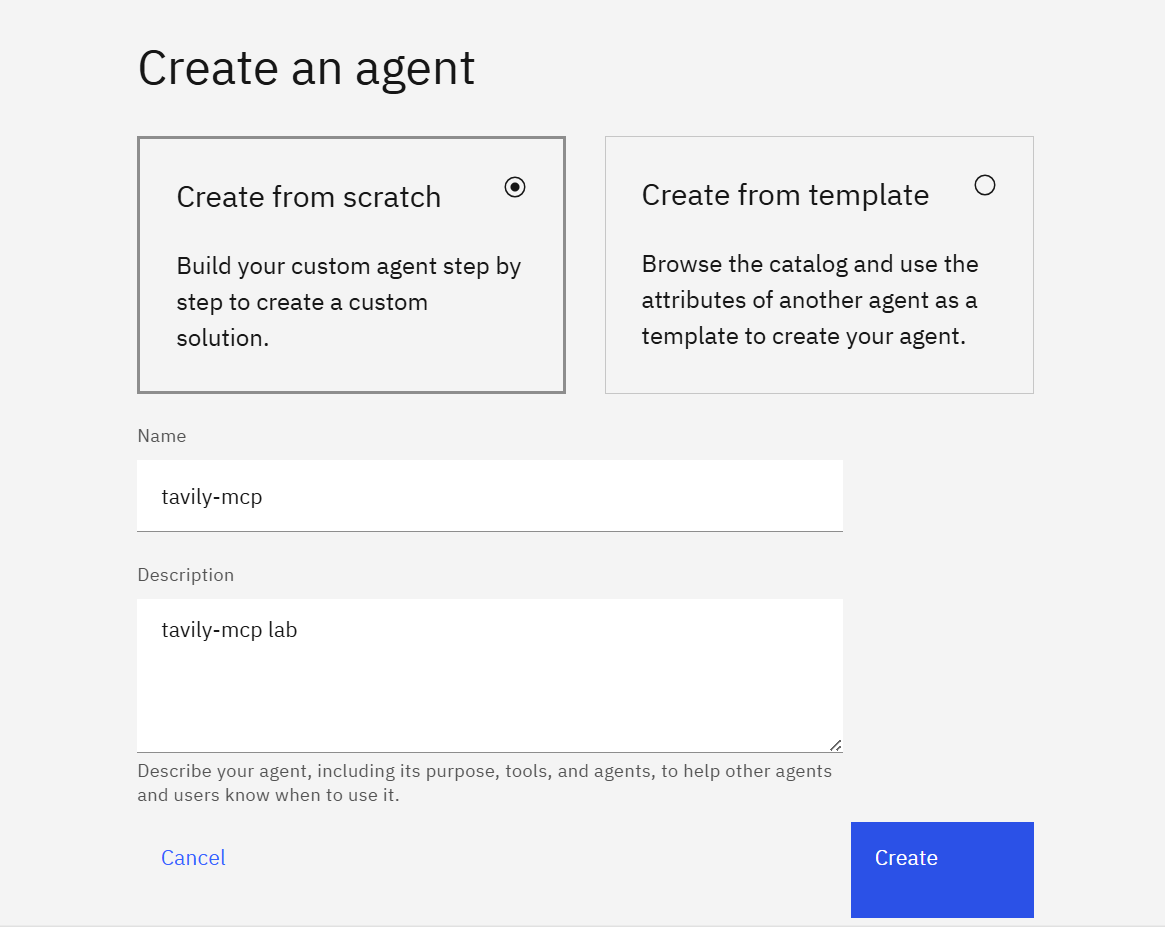 Create an agent
Create from scratch
Build your custom agent step by
step to create a custom
solution.
Create from template
Browse the catalog and use the
attributes of another agent as a
template to create your agent.
Name
tavily-mcp
Description
tavily-mcp lab
Describe your agent, including its purpose, tools, and agents, to help other agents
and users know when to use it.
Cancel
Create